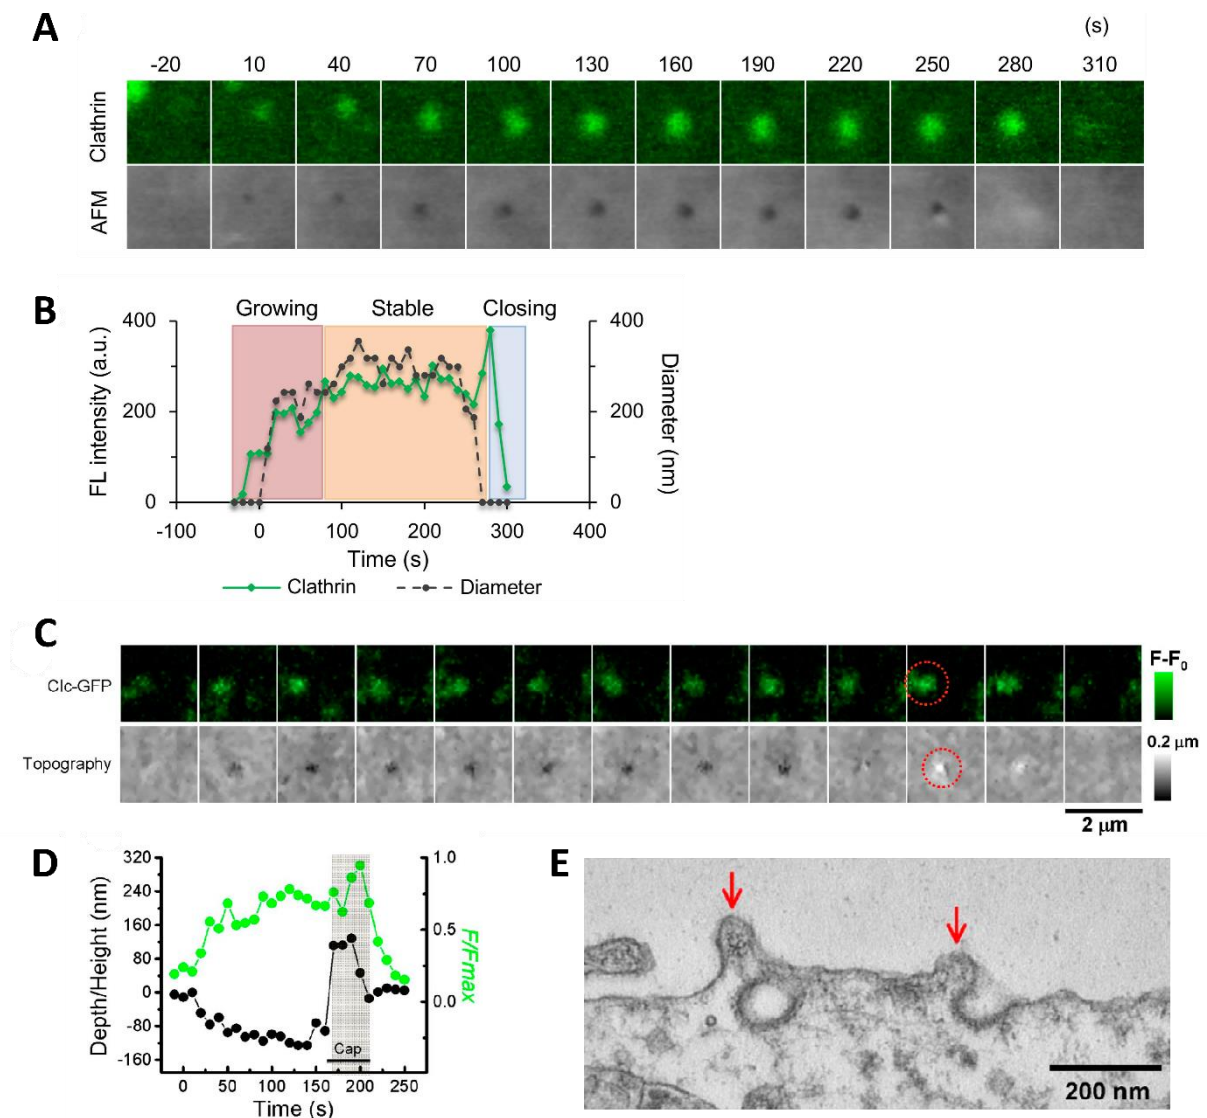 A
(s)
-20 10 40 70 100 130 160 190 220 250 280 310
Clathrin
AFM
B
Growing Stable Closing
400 400
200 200
0 0
FL intensity (a.u.)
Diameter (nm)
-100 0 100 200 300 400
Time (s)
Clathrin Diameter
C
Clc-GFP
F-F0
Topography
0.2 μm
2 μm
D
320 1.0
240
160 0.5
80
0 0.0
-80
-160
Depth/Height (nm)
F/Fmax
Cap
0 50 100 150 200 250
Time (s)
E
200 nm